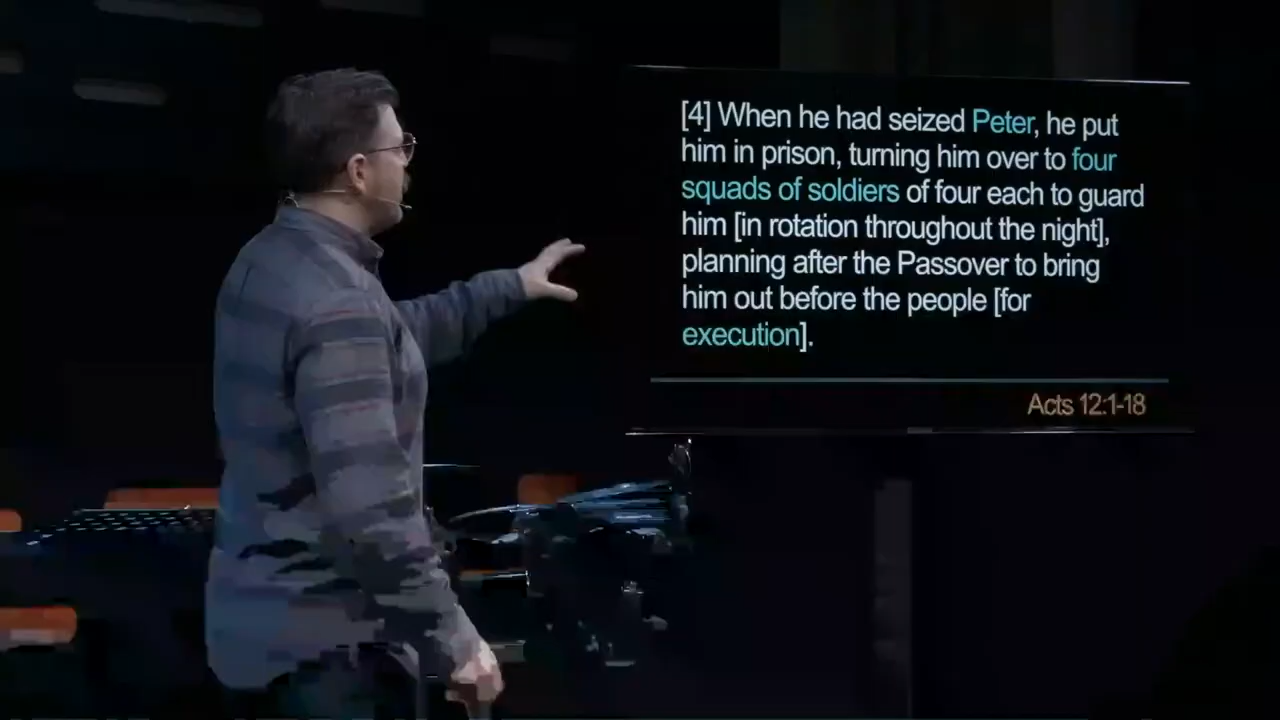 [4] When he had seized Peter, he put
him in prison, turning him over to four
squads of soldiers of four each to guard
him [in rotation throughout the night],
planning after the Passover to bring
him out before the people [for
execution].
Acts 12:1-18